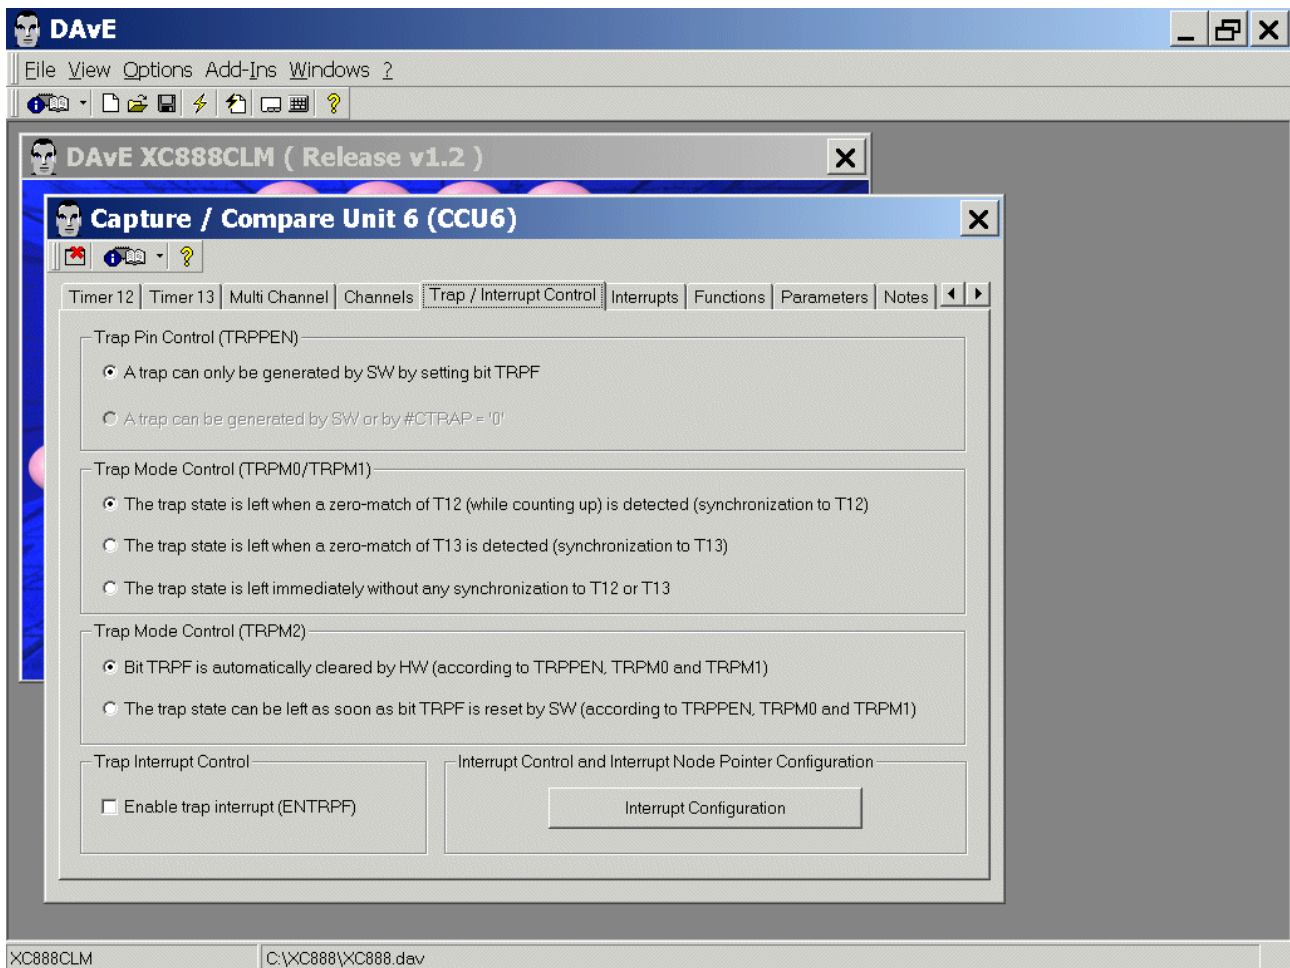 DAvE
File View Options Add-Ins Windows ?
DAvE XC888CLM ( Release v1.2 )
Capture / Compare Unit 6 (CCU6)
Timer 12 Timer 13 Multi Channel Channels Trap / Interrupt Control Interrupts Functions Parameters Notes
Trap Pin Control (TRPPEN)
A trap can only be generated by SW by setting bit TRPF
A trap can be generated by SW or by #CTRAP = '0'
Trap Mode Control (TRPM0/TRPM1)
The trap state is left when a zero-match of T12 (while counting up) is detected (synchronization to T12)
The trap state is left when a zero-match of T13 is detected (synchronization to T13)
The trap state is left immediately without any synchronization to T12 or T13
Trap Mode Control (TRPM2)
Bit TRPF is automatically cleared by HW (according to TRPPEN, TRPM0 and TRPM1)
The trap state can be left as soon as bit TRPF is reset by SW (according to TRPPEN, TRPM0 and TRPM1)
Trap Interrupt Control
Enable trap interrupt (ENTRPF)
Interrupt Control and Interrupt Node Pointer Configuration
Interrupt Configuration
XC888CLM C:\XC888\XC888.dav